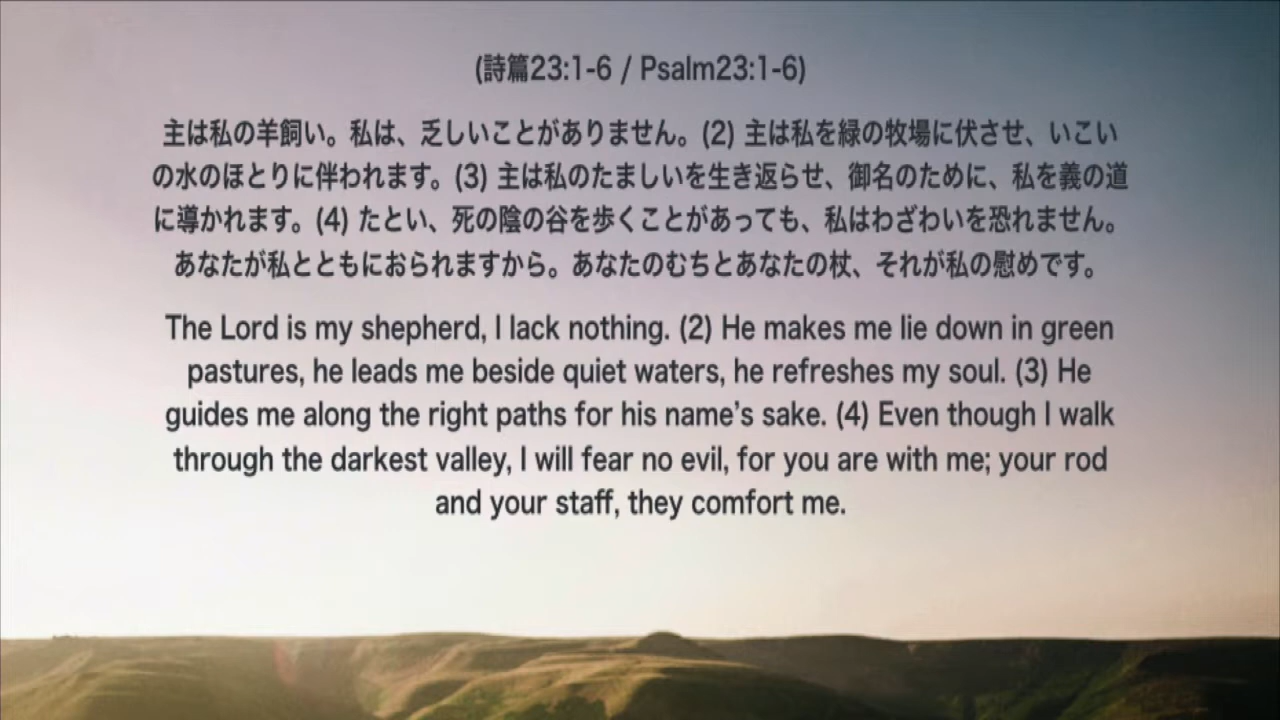 (詩篇23:1-6 / Psalm23:1-6)
主は私の羊飼い。私は、乏しいことがありません。(2) 主は私を緑の牧場に伏させ、いこい
の水のほとりに伴われます。(3) 主は私のたましいを生き返らせ、御名のために、私を義の道
に導かれます。(4) たとい、死の陰の谷を歩くことがあっても、私はわざわいを恐れません。
あなたが私とともにおられますから。あなたのむちとあなたの杖、それが私の慰めです。
The Lord is my shepherd, I lack nothing. (2) He makes me lie down in green
pastures, he leads me beside quiet waters, he refreshes my soul. (3) He
guides me along the right paths for his name’s sake. (4) Even though I walk
through the darkest valley, I will fear no evil, for you are with me; your rod
and your staff, they comfort me.